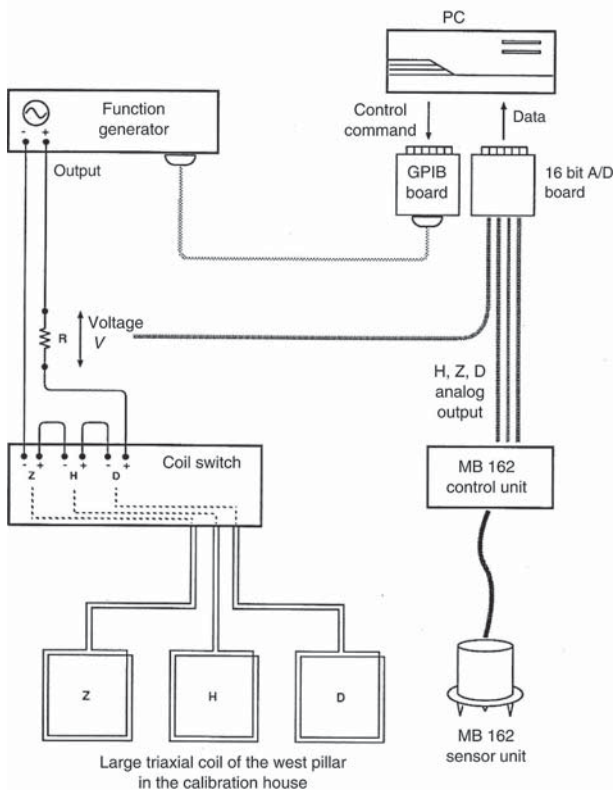 PC
Function
generator
- +
Output
Control
command
Data
GPIB
board
16 bit A/D
board
R
Voltage
V
H, Z, D
analog
output
Coil switch
- + - + - +
Z H D
MB 162
control unit
Z
H
D
MB 162
sensor unit
Large triaxial coil of the west pillar
in the calibration house